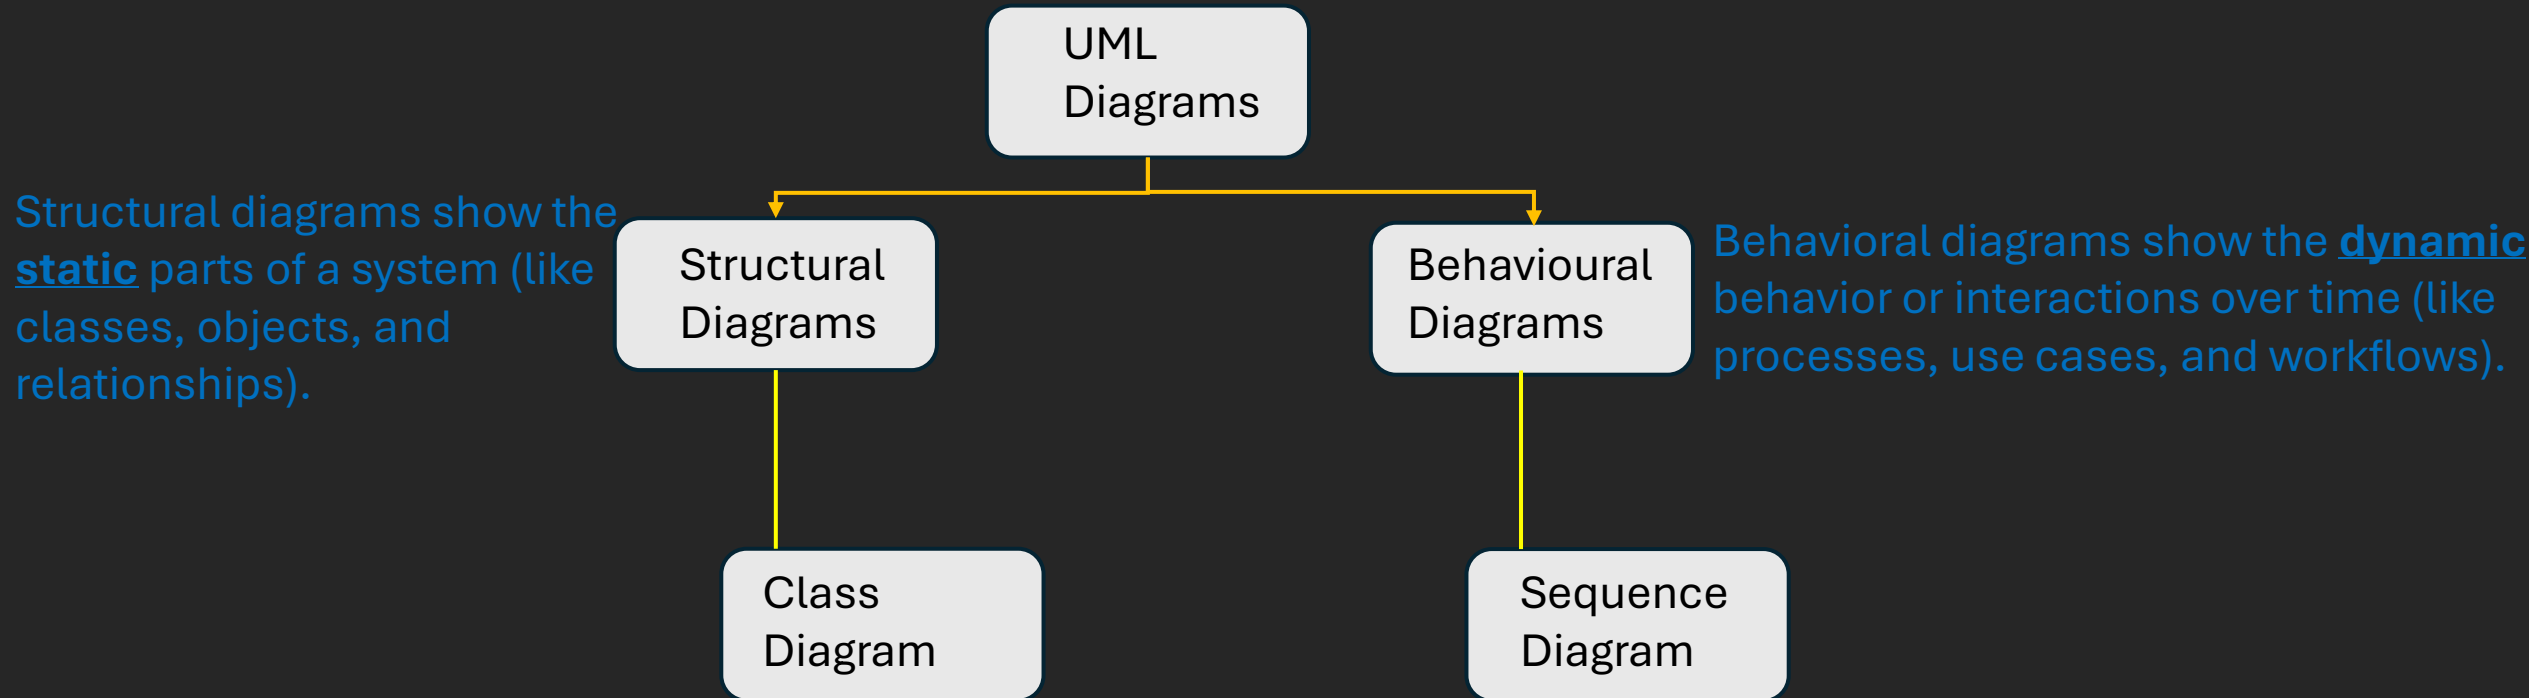 UML
Diagrams
Structural diagrams show the
static parts of a system (like
classes, objects, and
relationships).
Structural
Diagrams
Behavioural
Diagrams
Behavioral diagrams show the dynamic
behavior or interactions over time (like
processes, use cases, and workflows).
Class
Diagram
Sequence
Diagram